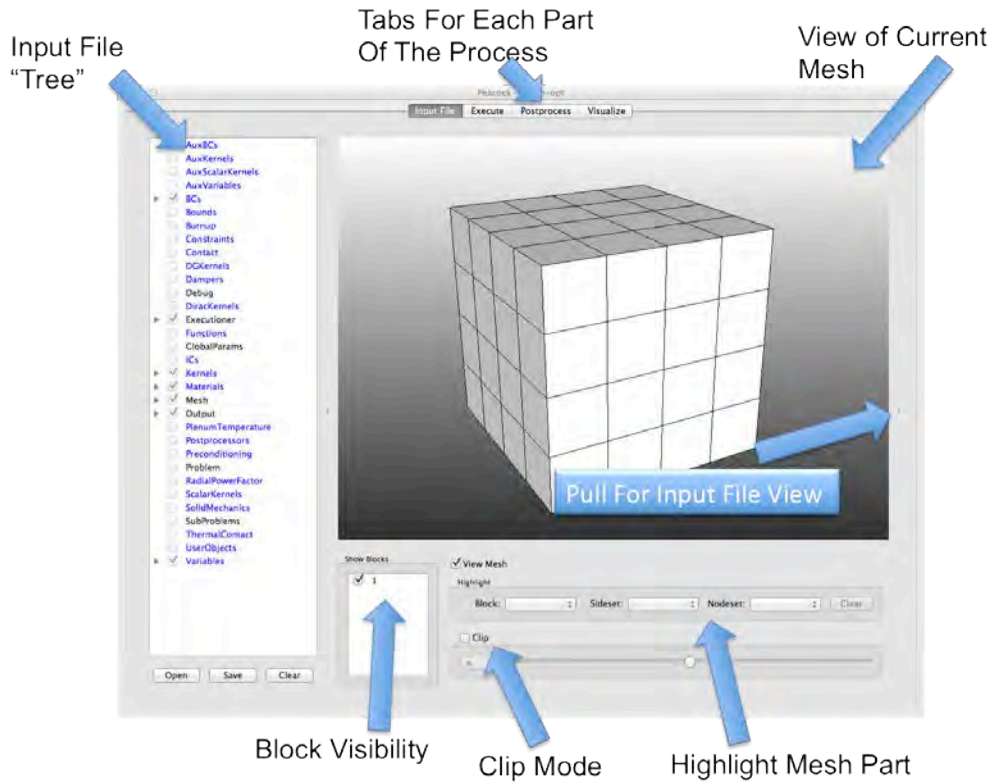 Tabs For Each Part
Of The Process
Input File
“Tree”
View of Current
Mesh
Peacock
Input File Execute Postprocess Visualize
AuxBCs
AuxKernels
AuxScalarKernels
AuxVariables
BCs
Bounds
Burnup
Constraints
Contact
DGKernels
Dampers
Debug
DiracKernels
Executioner
Functions
GlobalParams
ICs
Kernels
Materials
Mesh
Output
PlenumTemperature
Postprocessors
Preconditioning
Problem
RadialPowerFactor
ScalarKernels
SolidMechanics
SubProblems
ThermalContact
UserObjects
Variables
Open Save Clear
Pull For Input File View
Show Blocks
1
View Mesh
Highlight
Block: Sideset: Nodeset: Clear
Clip
Block Visibility
Clip Mode
Highlight Mesh Part